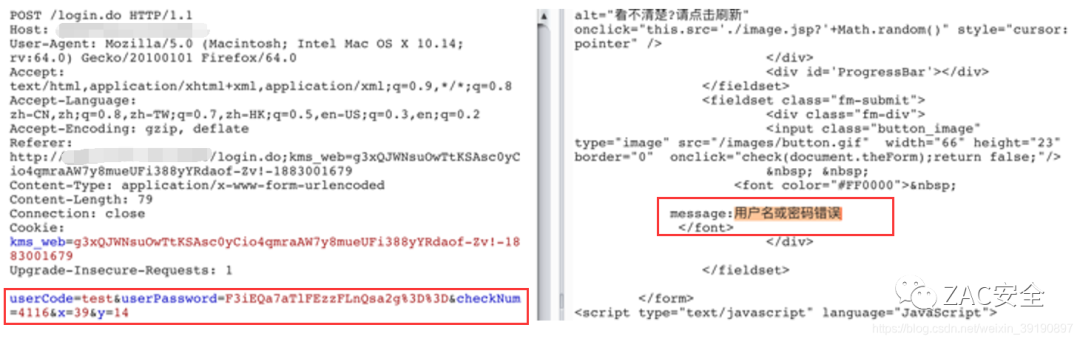 POST /login.do HTTP/1.1
Host:
User-Agent: Mozilla/5.0 (Macintosh; Intel Mac OS X 10.14;
rv:64.0) Gecko/20100101 Firefox/64.0
Accept:
text/html,application/xhtml+xml,application/xml;q=0.9,*/*;q=0.8
Accept-Language:
zh-CN,zh;q=0.8,zh-TW;q=0.7,zh-HK;q=0.5,en-US;q=0.3,en;q=0.2
Accept-Encoding: gzip, deflate
Referer:
http:/ /login.do;kms_web=g3xQJWNsuOwTtKSAsc0yC
io4qmraAW7y8mueUFi388yYRdaof-Zv!-1883001679
Content-Type: application/x-www-form-urlencoded
Content-Length: 79
Connection: close
Cookie:
kms_web=g3xQJWNsuOwTtKSAsc0yCio4qmraAW7y8mueUFi388yYRdaof-Zv!-18
83001679
Upgrade-Insecure-Requests: 1
userCode=test&userPassword=F3iEQa7aTlFEzzFLnQsa2g%3D%3D&checkNum
=4116&x=39&y=14
alt="看不清楚?请点击刷新"
onclick="this.src='./image.jsp?'+Math.random()" style="cursor:
pointer" />
</div>
<div id='ProgressBar'></div>
</fieldset>
<fieldset class="fm-submit">
<div class="fm-div">
<input class="button_image"
type="image" src="/images/button.gif" width="66" height="23"
border="0" onclick="check(document.theForm);return false;"/>
&nbsp; &nbsp;
<font color="#FF0000">&nbsp;
message:用户名或密码错误
</font>
</div>
</fieldset>
</form>
<script type="text/javascript" language="JavaScript">
ZAC安全
https://blog.csdn.net/weixin_39190897